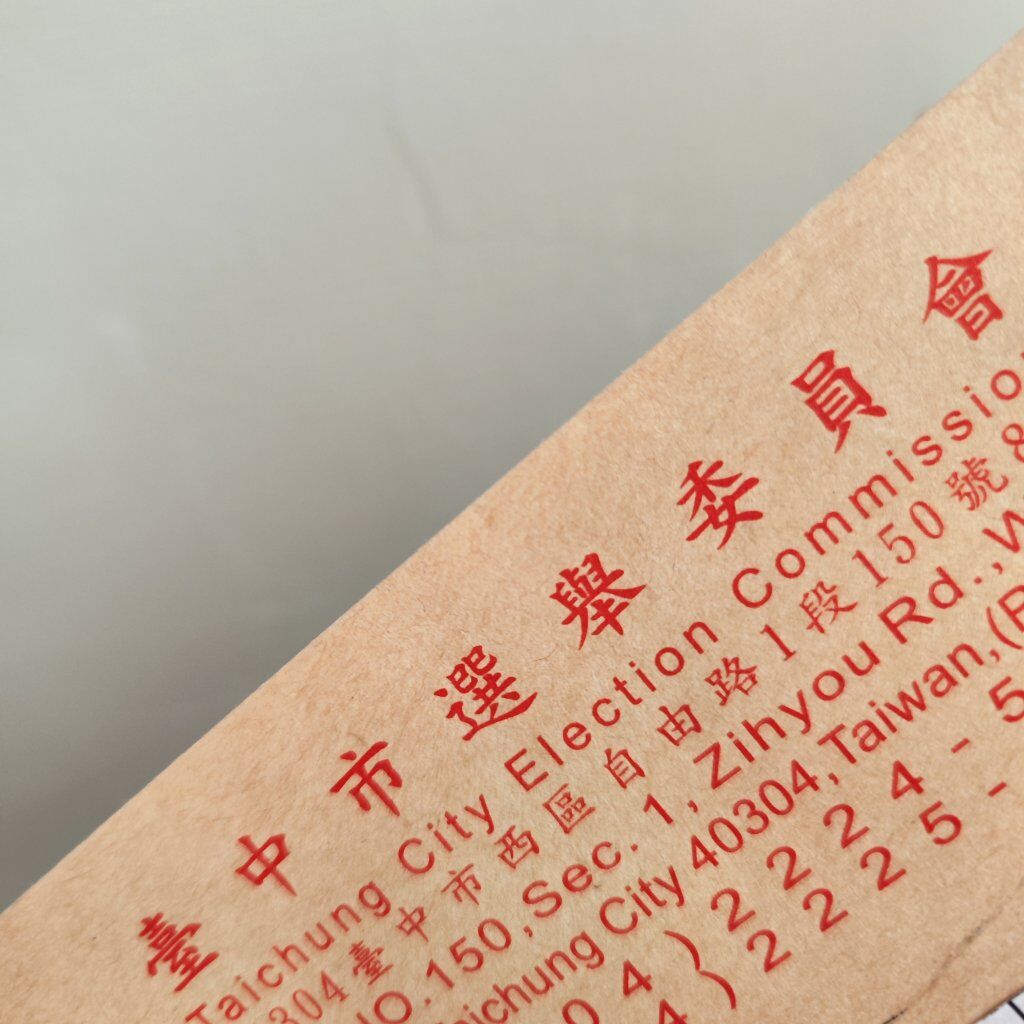 臺中市選舉委員會
Taichung City Election Commissio
304臺中市西區自由路1段150號8
NO.150,Sec. 1, Zihyou Rd., W
ichung City 40304,Taiwan,(R
04)2224-5
4)2225-